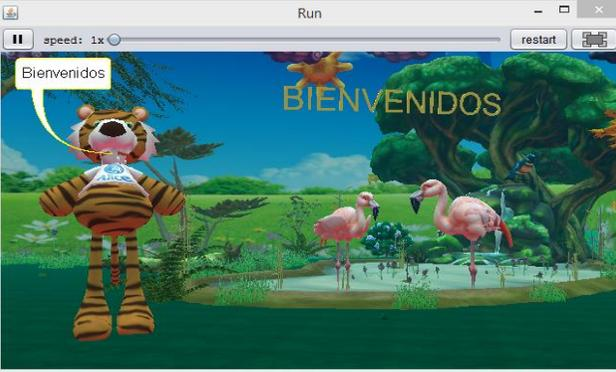 Run
speed: 1x
restart
Bienvenidos
BIENVENIDOS